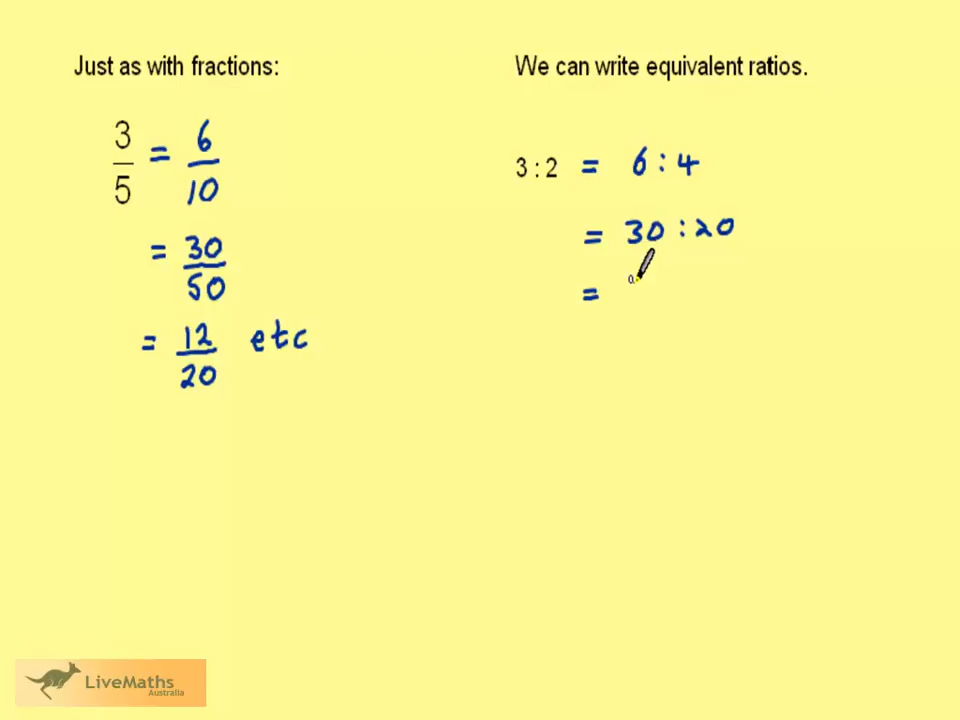 Just as with fractions:
3/5 = 6/10
= 30/50
= 12/20 etc
We can write equivalent ratios.
3 : 2 = 6 : 4
= 30 : 20
=
LiveMaths
Australia